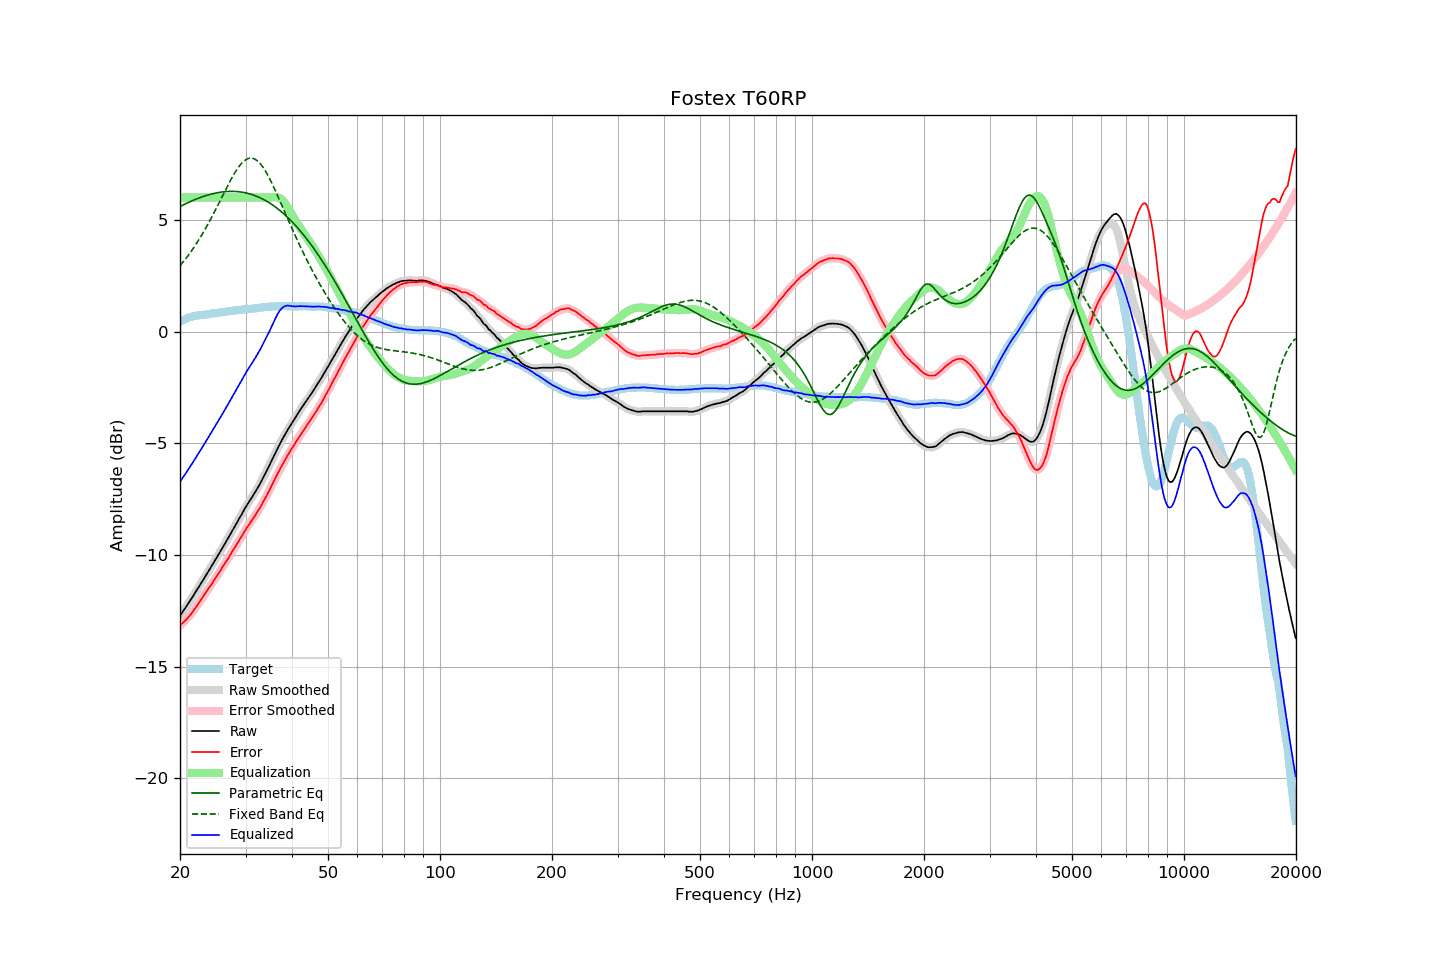 Fostex T60RP
Amplitude (dBr)
5
0
−5
−10
−15
−20
Target
Raw Smoothed
Error Smoothed
Raw
Error
Equalization
Parametric Eq
Fixed Band Eq
Equalized
20 50 100 200 500 1000 2000 5000 10000 20000
Frequency (Hz)